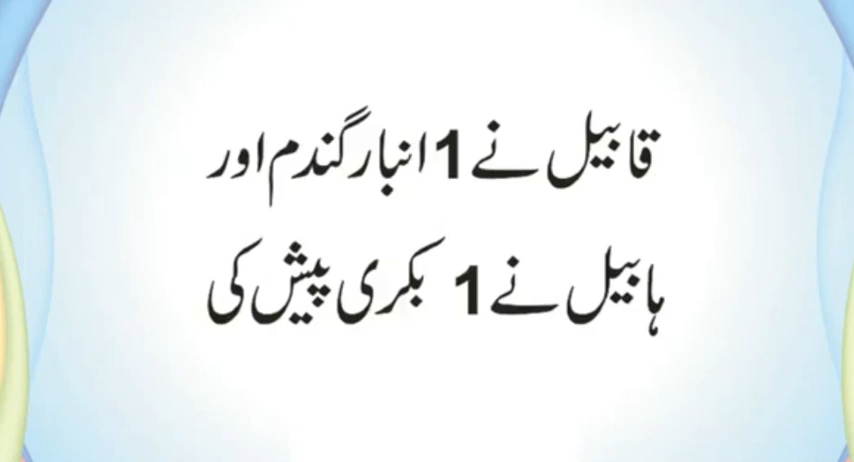 قابیل نے 1 انبار گندم اور
ہابیل نے 1 بکری پیش کی